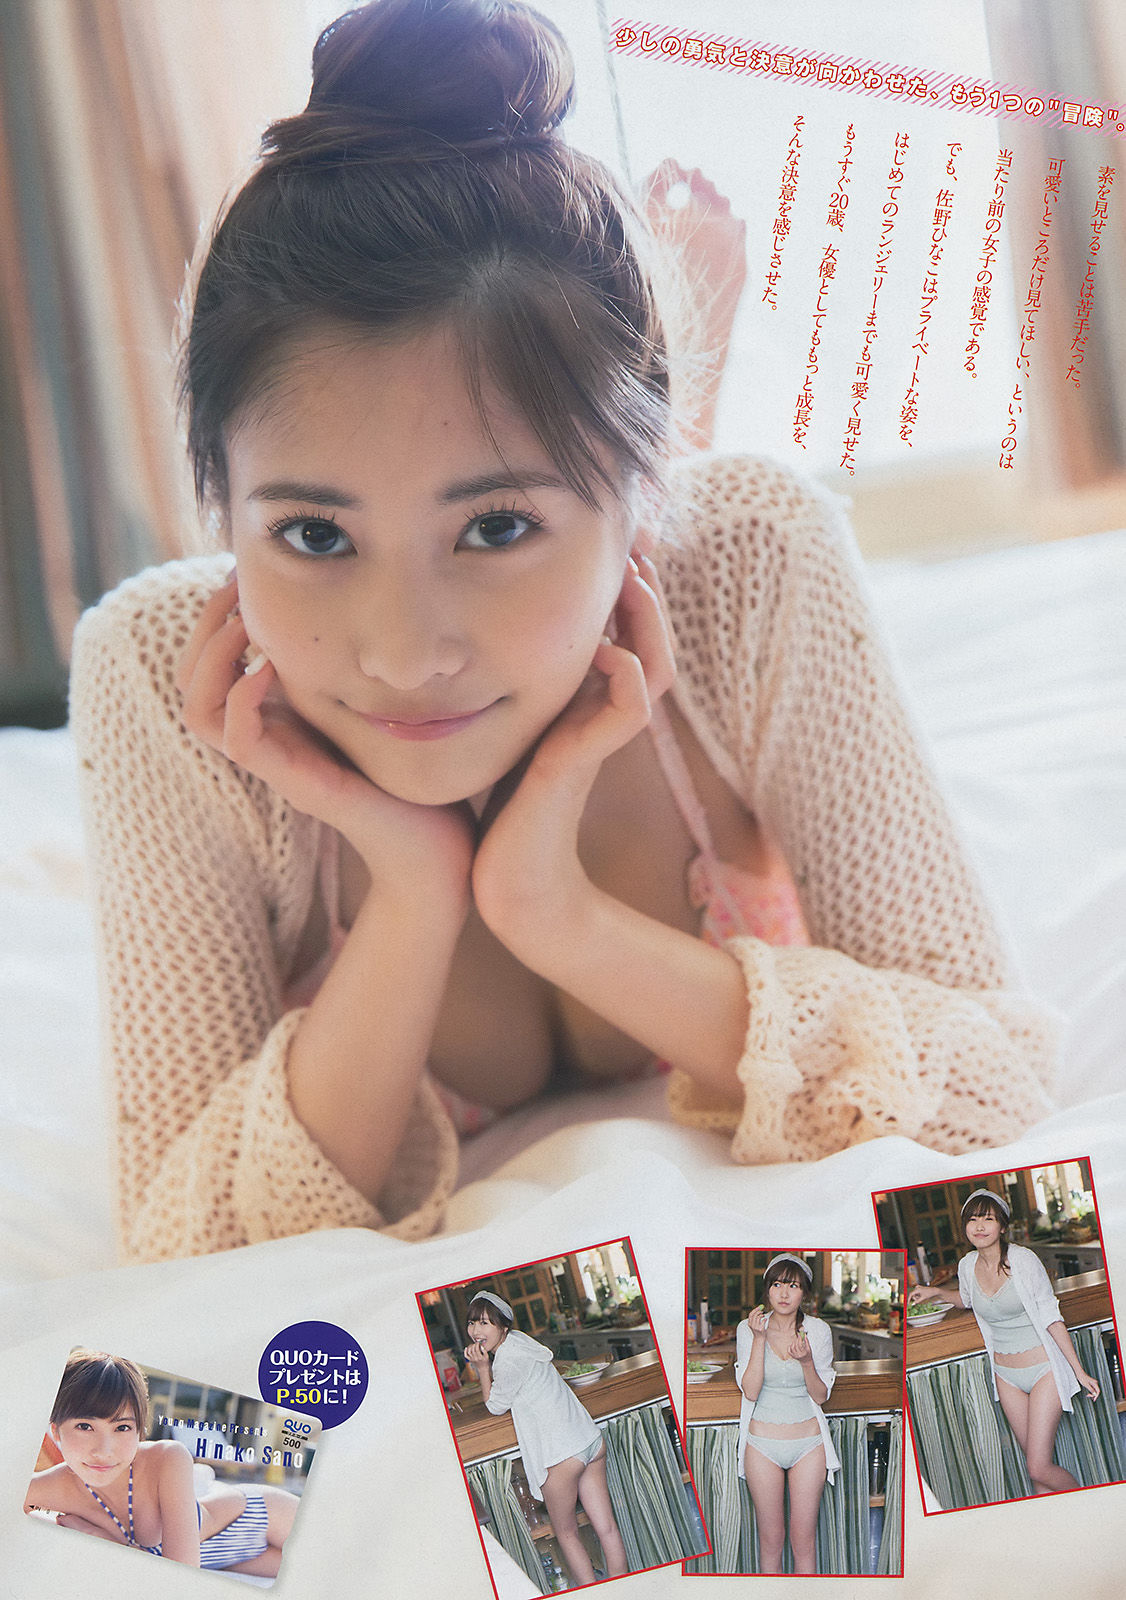 少しの勇気と決意が向かわせた、もう1つの"冒険"。
素を見せることは苦手だった。
可愛いところだけ見てほしい、というのは
当たり前の女子の感覚である。
でも、佐野ひなこはプライベートな姿を、
はじめてのランジェリーまでも可愛く見せた。
もうすぐ20歳、女優としてももっと成長を、
そんな決意を感じさせた。
QUOカード
プレゼントは
P.50に!
Young Magazine Presents
Hinako Sano
QUO
500